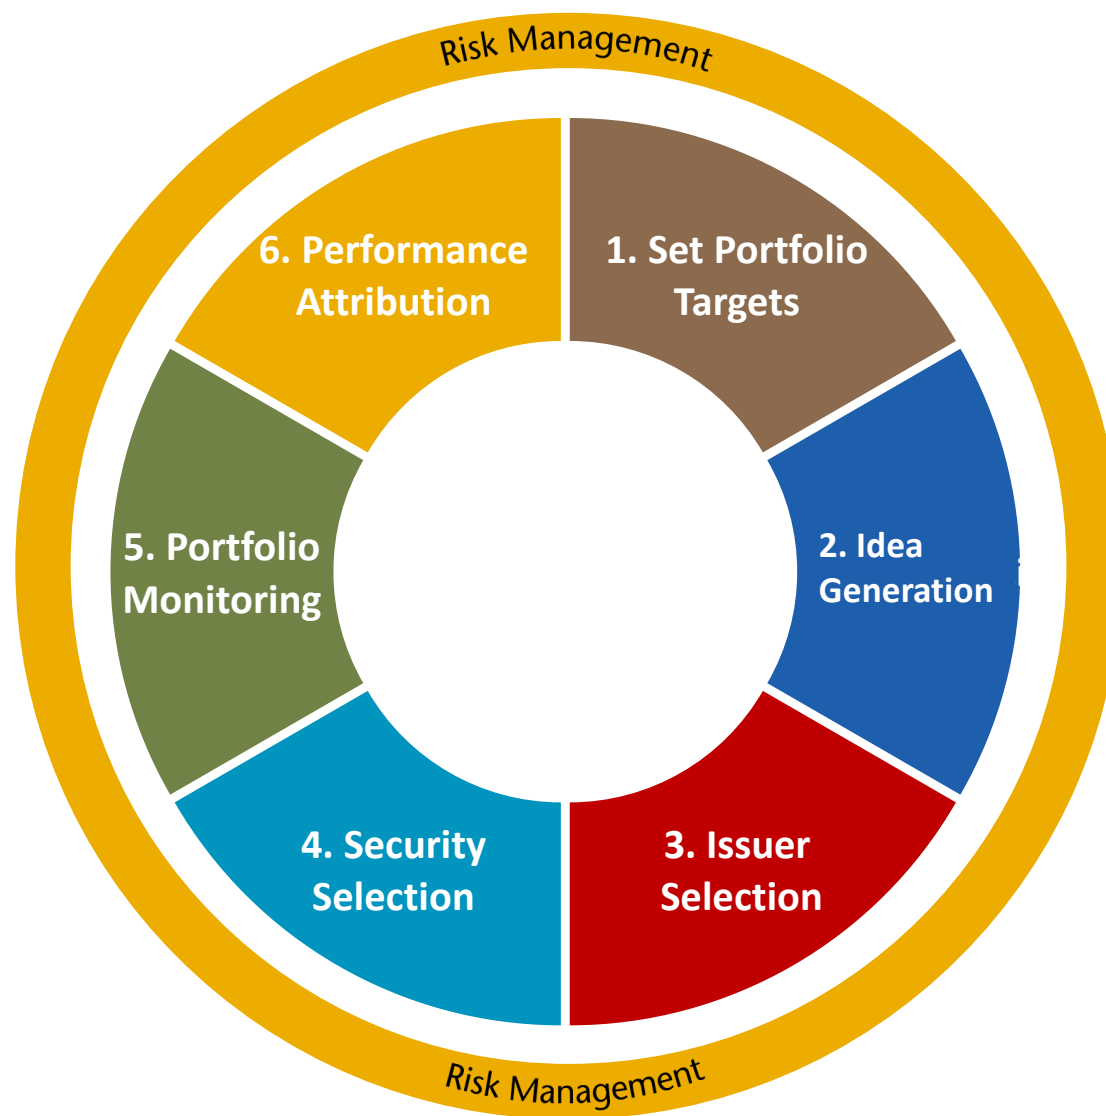 Risk Management
1. Set Portfolio
Targets
2. Idea
Generation
3. Issuer
Selection
4. Security
Selection
5. Portfolio
Monitoring
6. Performance
Attribution
Risk Management